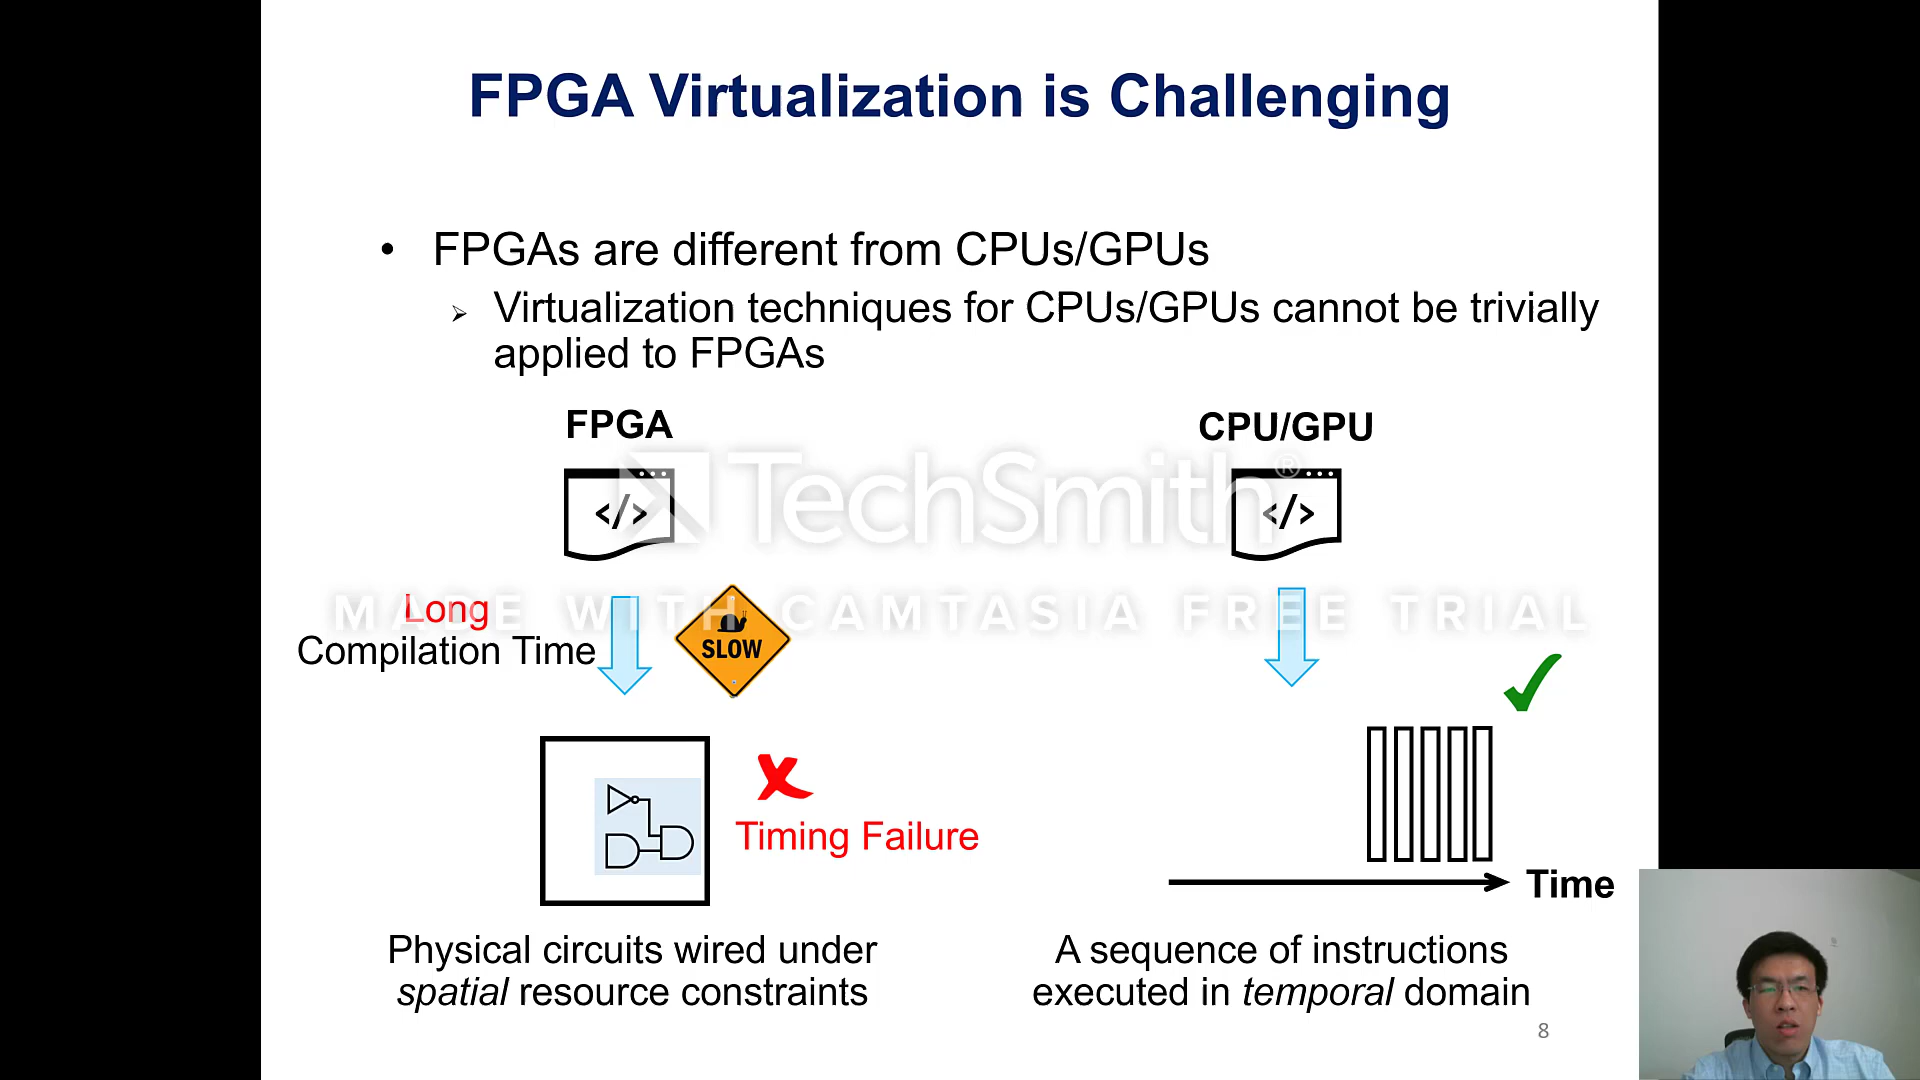 FPGA Virtualization is Challenging
• FPGAs are different from CPUs/GPUs
➢ Virtualization techniques for CPUs/GPUs cannot be trivially
applied to FPGAs
FPGA
CPU/GPU
</>
</>
TechSmith®
MADE WITH CAMTASIA FREE TRIAL
Long
Compilation Time
SLOW
Timing Failure
Time
Physical circuits wired under
spatial resource constraints
A sequence of instructions
executed in temporal domain
8